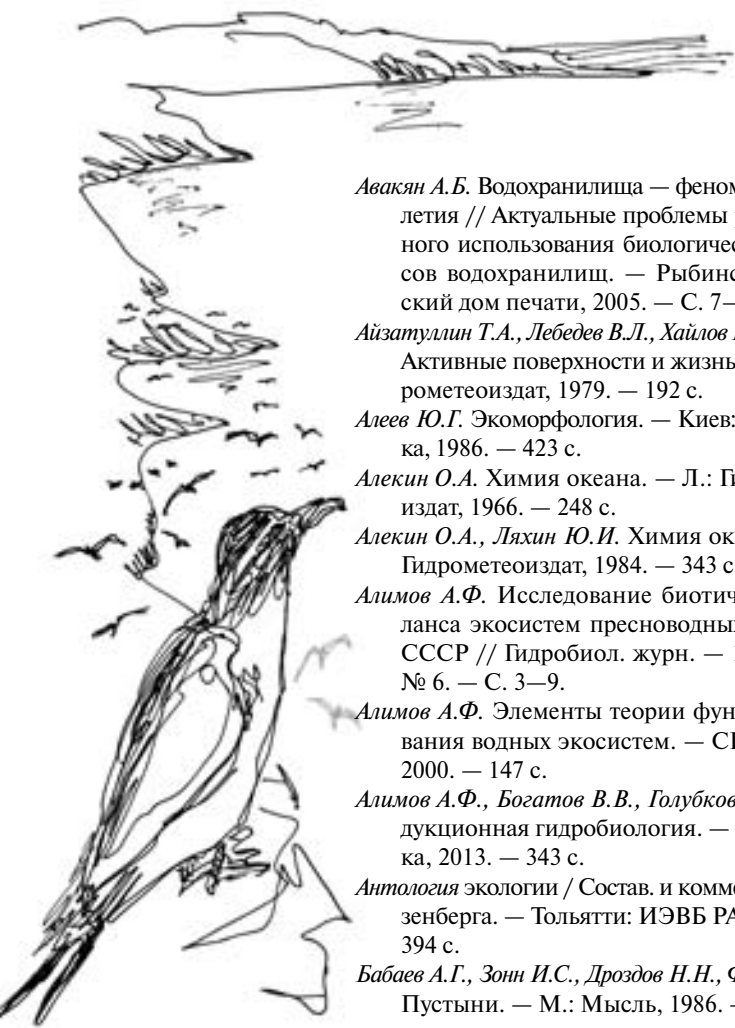 Авакян А.Б. Водохранилища — феном
летия // Актуальные проблемы
ного использования биологичес
сов водохранилищ. — Рыбинс
ский дом печати, 2005. — С. 7—
Айзатуллин Т.А., Лебедев В.Л., Хайлов
Активные поверхности и жизнь
рометеоиздат, 1979. — 192 с.
Алеев Ю.Г. Экоморфология. — Киев:
ка, 1986. — 423 с.
Алекин О.А. Химия океана. — Л.: Ги
издат, 1966. — 248 с.
Алекин О.А., Ляхин Ю.И. Химия ок
Гидрометеоиздат, 1984. — 343 с
Алимов А.Ф. Исследование биотич
ланса экосистем пресноводных
СССР // Гидробиол. журн. —
№ 6. — С. 3—9.
Алимов А.Ф. Элементы теории фун
вания водных экосистем. — СП
2000. — 147 с.
Алимов А.Ф., Богатов В.В., Голубков
дукционная гидробиология. —
ка, 2013. — 343 с.
Антология экологии / Состав. и комме
зенберга. — Тольятти: ИЭВБ РА
394 с.
Бабаев А.Г., Зонн И.С., Дроздов Н.Н.,
Пустыни. — М.: Мысль, 1986. —